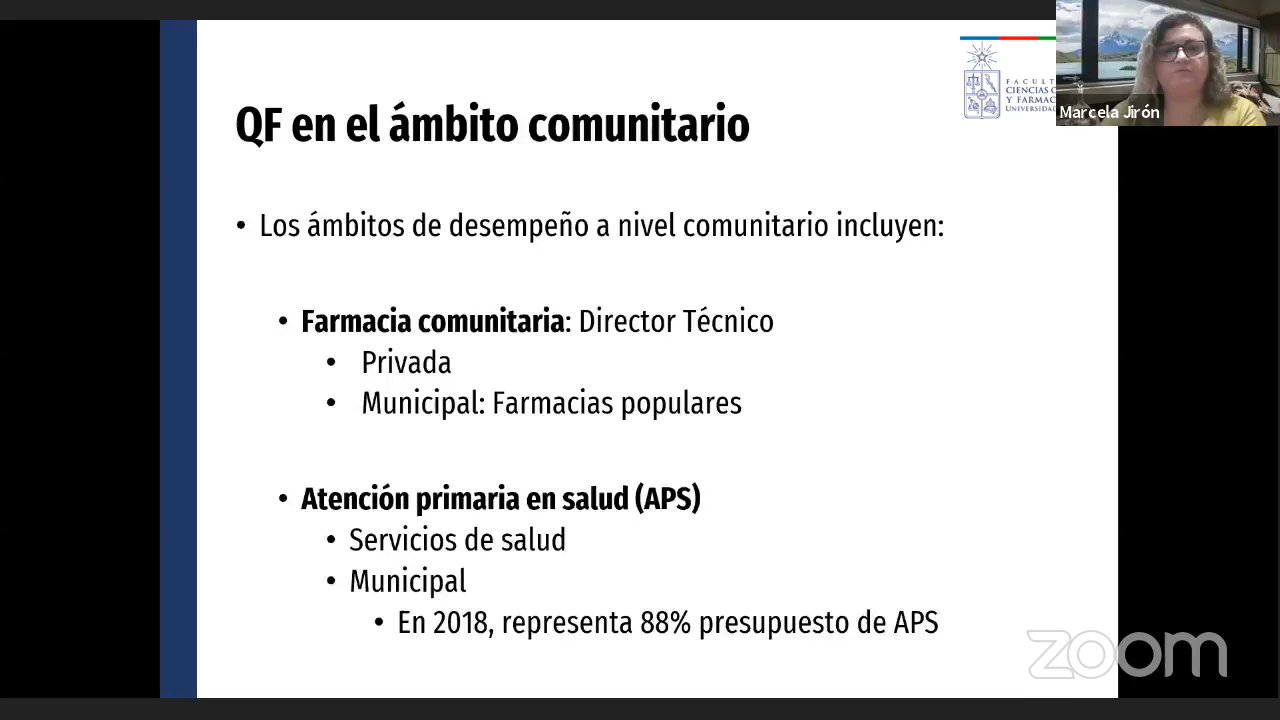 QF en el ámbito comunitario
FACULT
CIENCIAS
Y FARMA
UNIVERSIDAD
Marcela Jirón
• Los ámbitos de desempeño a nivel comunitario incluyen:
• Farmacia comunitaria: Director Técnico
• Privada
• Municipal: Farmacias populares
• Atención primaria en salud (APS)
• Servicios de salud
• Municipal
• En 2018, representa 88% presupuesto de APS
zoom